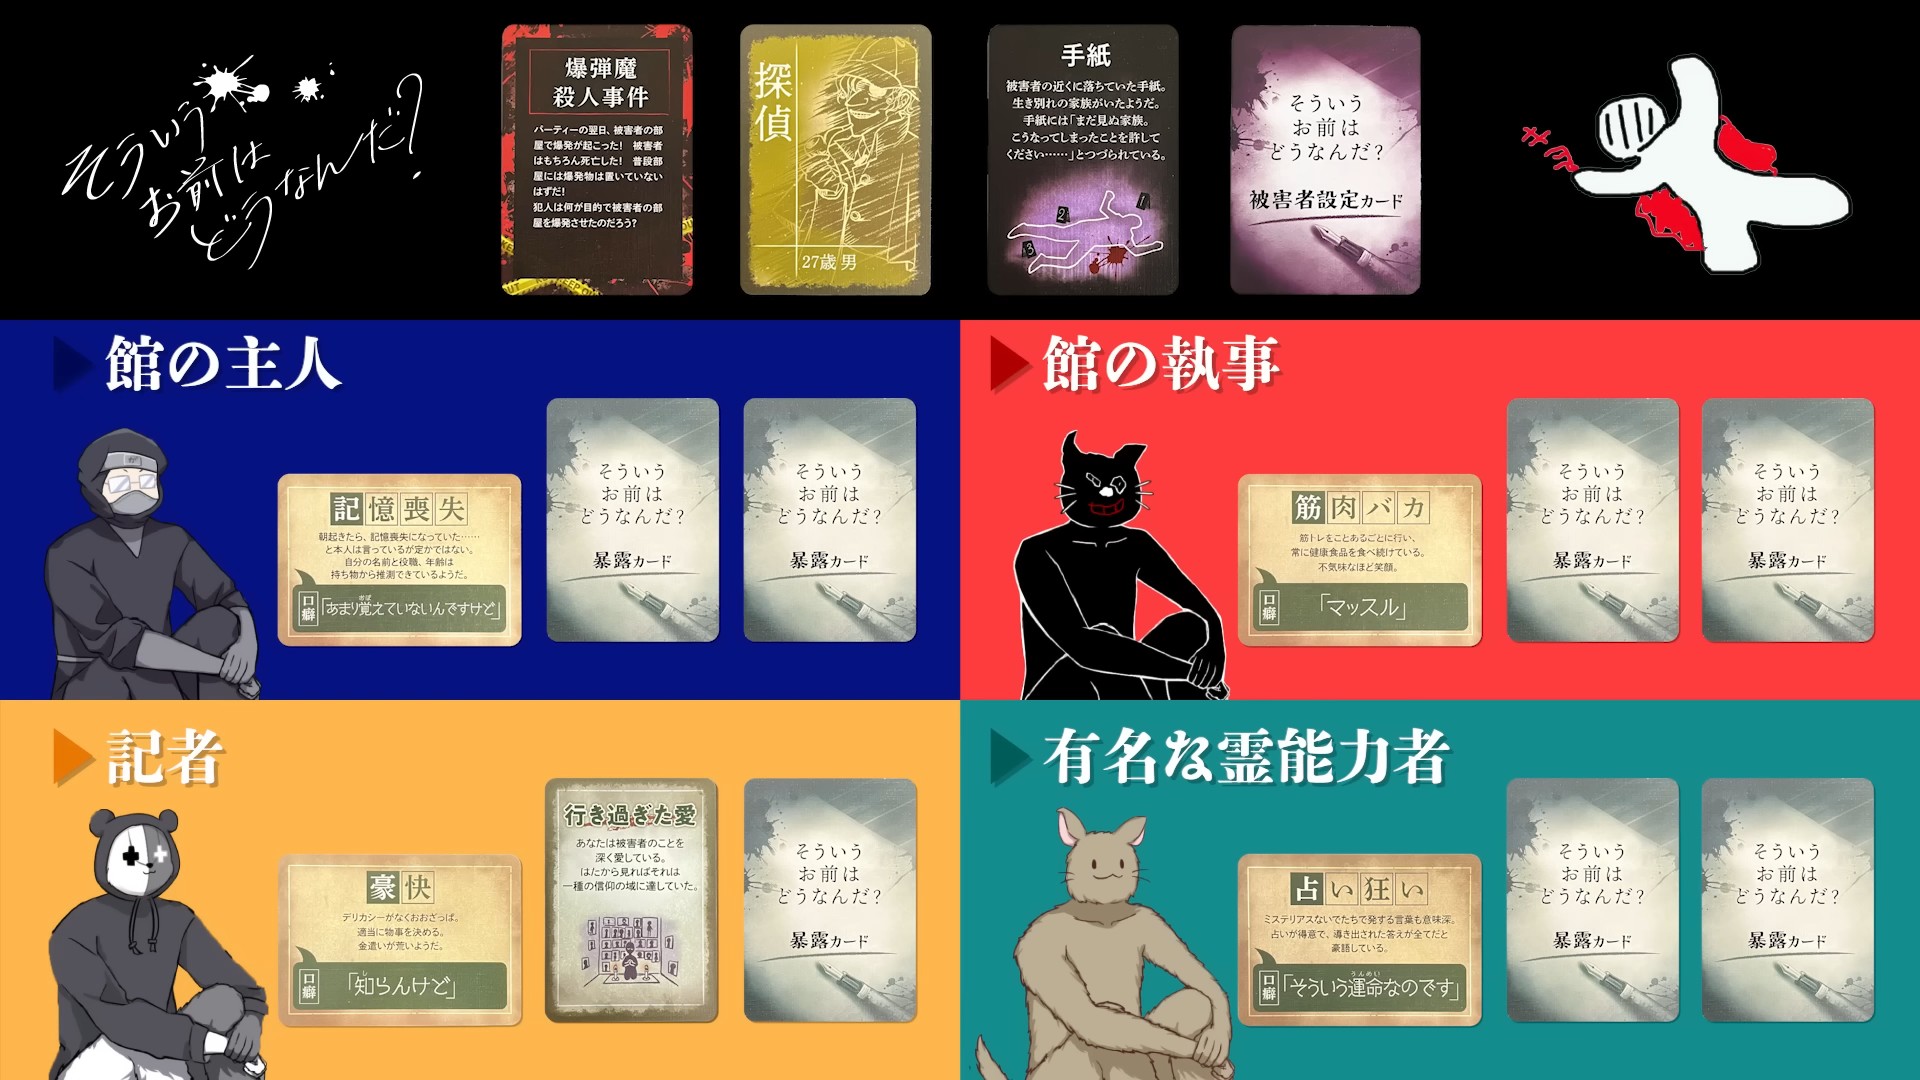 そういう
お前は
どうなんだ?
爆弾魔
殺人事件
パーティーの翌日、被害者の部
屋で爆発が起こった! 被害者
はもちろん死亡した! 普段部
屋には爆発物は置いていない
はずだ!
犯人は何が目的で被害者の部
屋を爆発させたのだろう?
探偵
27歳 男
手紙
被害者の近くに落ちていた手紙。
生き別れの家族がいたようだ。
手紙には「まだ見ぬ家族。
こうなってしまったことを許して
ください……」とつづられている。
1
2
3
そういう
お前は
どうなんだ?
被害者設定カード
キャー
館の主人
記憶喪失
朝起きたら、記憶喪失になっていた……
と本人は言っているが定かではない。
自分の名前と役職、年齢は
持ち物から推測できているようだ。
口癖
「あまり覚えていないんですけど」
そういう
お前は
どうなんだ?
暴露カード
そういう
お前は
どうなんだ?
暴露カード
館の執事
筋肉バカ
筋トレをことあるごとに行い、
常に健康食品を食べ続けている。
不気味なほど笑顔。
口癖
「マッスル」
そういう
お前は
どうなんだ?
暴露カード
そういう
お前は
どうなんだ?
暴露カード
記者
豪快
デリカシーがなくおおざっぱ。
適当に物事を決める。
金遣いが荒いようだ。
口癖
「知らんけど」
行き過ぎた愛
あなたは被害者のことを
深く愛している。
はたから見ればそれは
一種の信仰の域に達していた。
そういう
お前は
どうなんだ?
暴露カード
有名な霊能力者
占い狂い
ミステリアスないでたちで発する言葉も意味深。
占いが得意で、導き出された答えが全てだと
豪語している。
口癖
「そういう運命なのです」
そういう
お前は
どうなんだ?
暴露カード
そういう
お前は
どうなんだ?
暴露カード